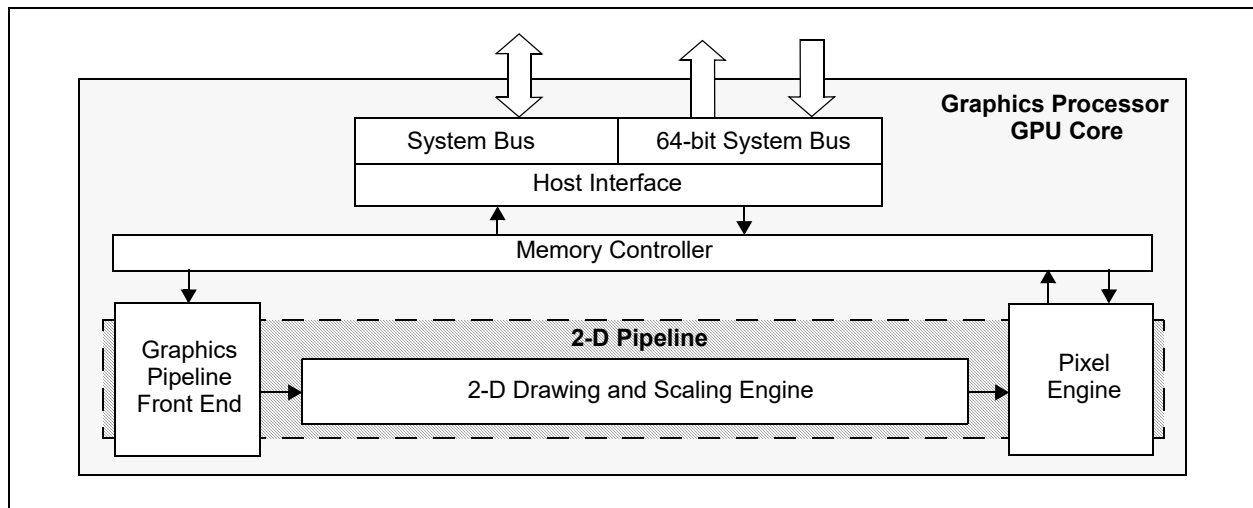 Graphics Processor
GPU Core
System Bus
64-bit System Bus
Host Interface
Memory Controller
2-D Pipeline
Graphics
Pipeline
Front End
2-D Drawing and Scaling Engine
Pixel
Engine